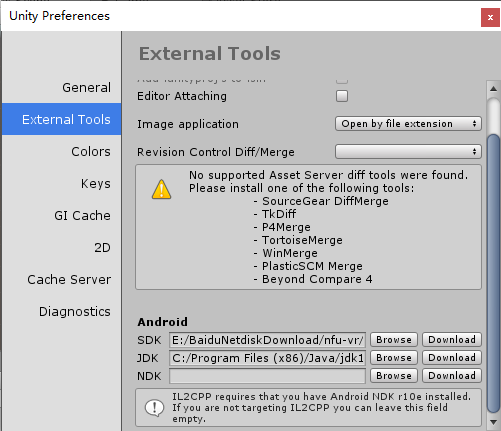 Unity Preferences
x
External Tools
General
External Tools
Colors
Keys
GI Cache
2D
Cache Server
Diagnostics
Editor Attaching
Image application
Open by file extension
Revision Control Diff/Merge
No supported Asset Server diff tools were found.
Please install one of the following tools:
- SourceGear DiffMerge
- TkDiff
- P4Merge
- TortoiseMerge
- WinMerge
- PlasticSCM Merge
- Beyond Compare 4
Android
SDK E:/BaiduNetdiskDownload/nfu-vr/ Browse Download
JDK C:/Program Files (x86)/Java/jdk1 Browse Download
NDK Browse Download
IL2CPP requires that you have Android NDK r10e installed.
If you are not targeting IL2CPP you can leave this field
empty.